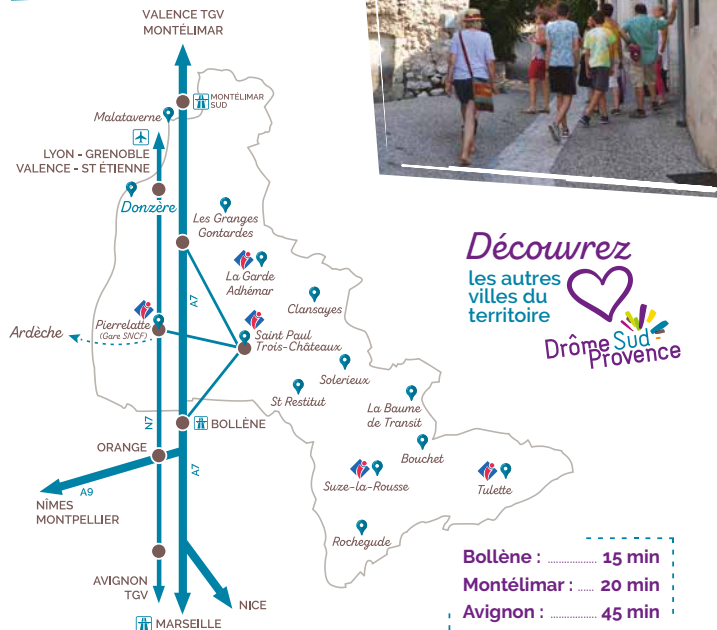 VALENCE TGV
MONTÉLIMAR
MONTÉLIMAR
SUD
Malataverne
LYON - GRENOBLE
VALENCE - ST ÉTIENNE
Donzère
Les Granges
Gontardes
A7
La Garde
Adhémar
Clansayes
Ardèche
Pierrelatte
(Gare SNCF)
Saint Paul
Trois-Châteaux
Solerieux
St Restitut
La Baume
de Transit
N7
BOLLÈNE
ORANGE
A7
A9
Bouchet
Suze-la-Rousse
Tulette
NÎMES
MONTPELLIER
Rochegude
AVIGNON
TGV
NICE
MARSEILLE
Découvrez
les autres
villes du
territoire
Drôme Sud
Provence
Bollène : .................. 15 min
Montélimar : ...... 20 min
Avignon : ................. 45 min